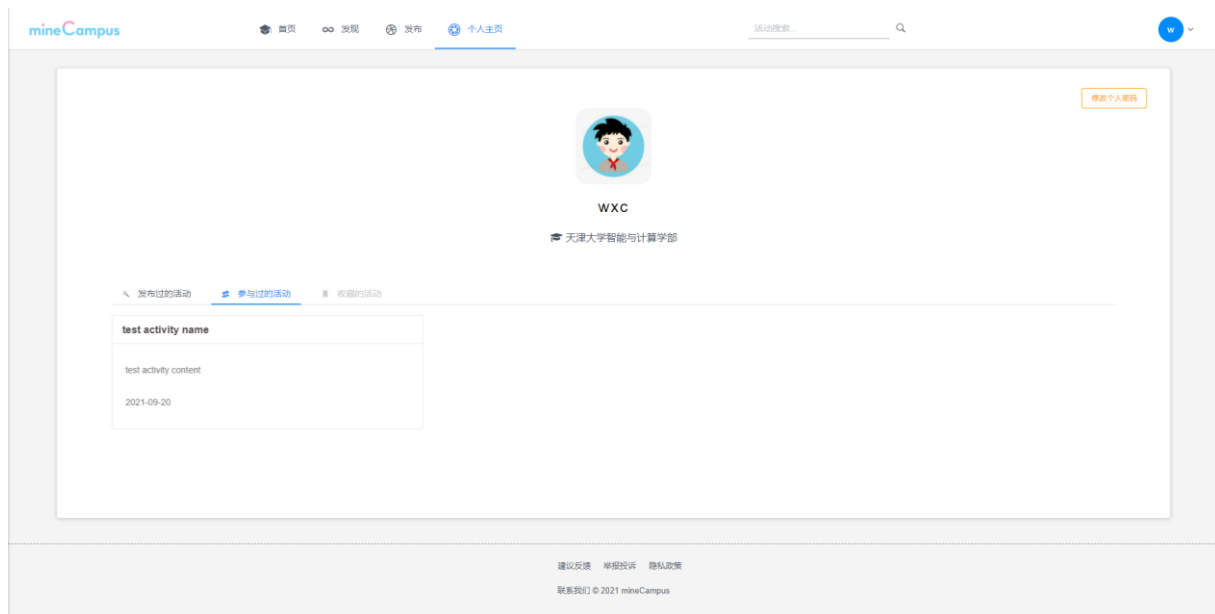 mineCampus 首页 发现 发布 个人主页 活动搜索... W
修改个人密码
WXC
天津大学智能与计算学部
发布过的活动 参与过的活动 收藏的活动
test activity name
test activity content
2021-09-20
建议反馈 举报投诉 隐私政策
联系我们 © 2021 mineCampus